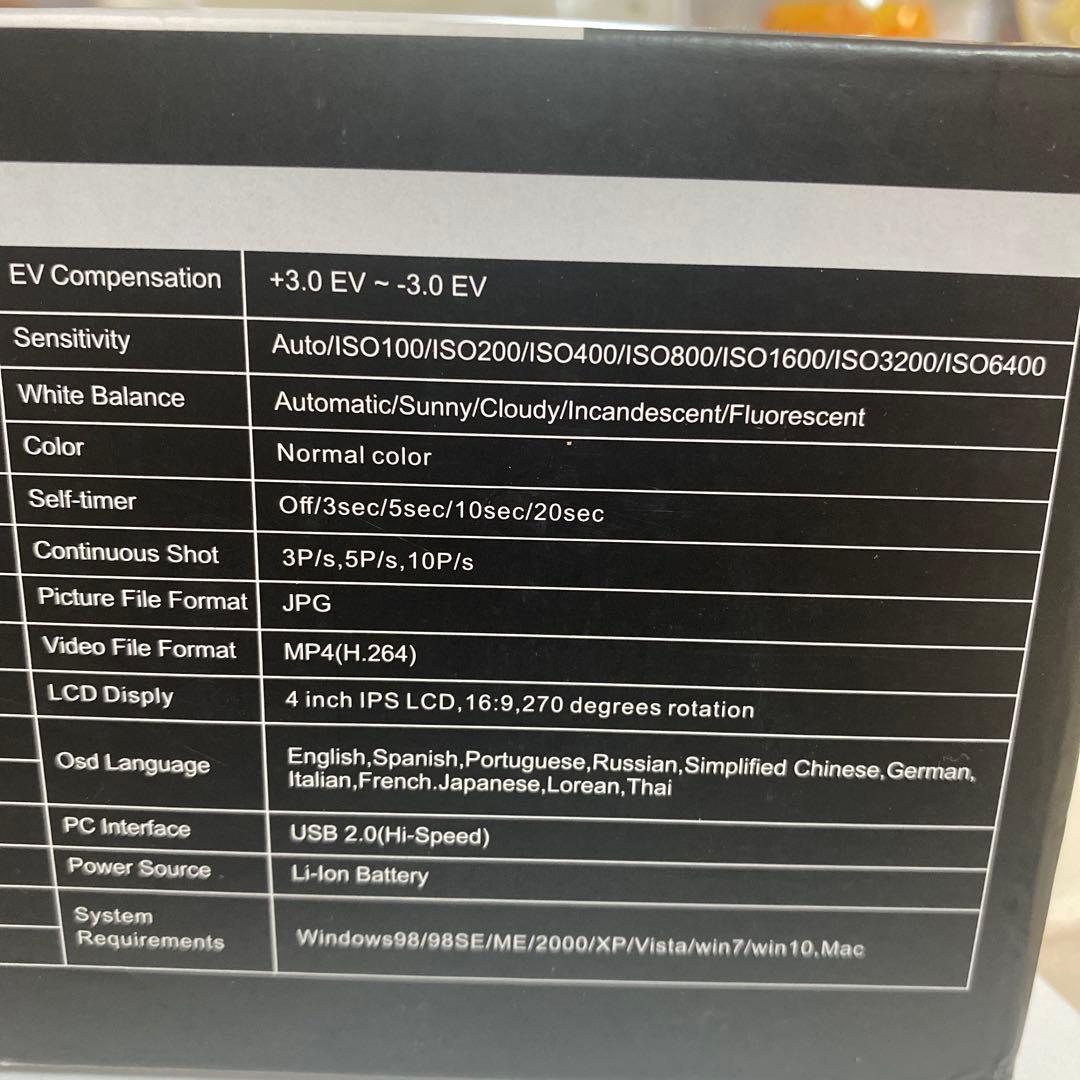 EV Compensation +3.0 EV ~ -3.0 EV
Sensitivity Auto/ISO100/ISO200/ISO400/ISO800/ISO1600/ISO3200/ISO6400
White Balance Automatic/Sunny/Cloudy/Incandescent/Fluorescent
Color Normal color
Self-timer Off/3sec/5sec/10sec/20sec
Continuous Shot 3P/s,5P/s,10P/s
Picture File Format JPG
Video File Format MP4(H.264)
LCD Disply 4 inch IPS LCD,16:9,270 degrees rotation
Osd Language English,Spanish,Portuguese,Russian,Simplified Chinese,German,
Italian,French.Japanese,Lorean,Thai
PC Interface USB 2.0(Hi-Speed)
Power Source Li-Ion Battery
System
Requirements Windows98/98SE/ME/2000/XP/Vista/win7/win10,Mac